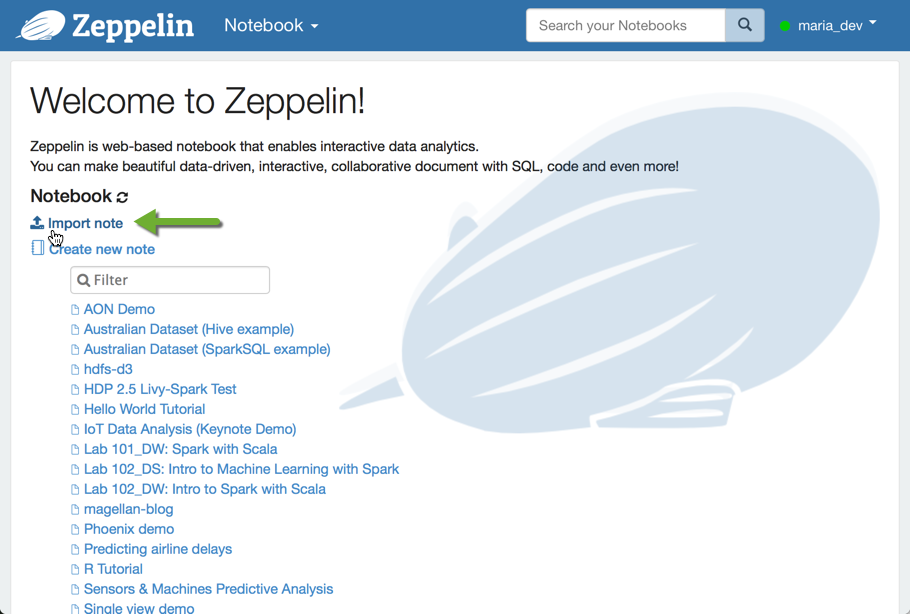 Zeppelin Notebook Search your Notebooks maria_dev
Welcome to Zeppelin!
Zeppelin is web-based notebook that enables interactive data analytics.
You can make beautiful data-driven, interactive, collaborative document with SQL, code and even more!
Notebook
Import note
Create new note
Filter
AON Demo
Australian Dataset (Hive example)
Australian Dataset (SparkSQL example)
hdfs-d3
HDP 2.5 Livy-Spark Test
Hello World Tutorial
IoT Data Analysis (Keynote Demo)
Lab 101_DW: Spark with Scala
Lab 102_DS: Intro to Machine Learning with Spark
Lab 102_DW: Intro to Spark with Scala
magellan-blog
Phoenix demo
Predicting airline delays
R Tutorial
Sensors & Machines Predictive Analysis
Single view demo